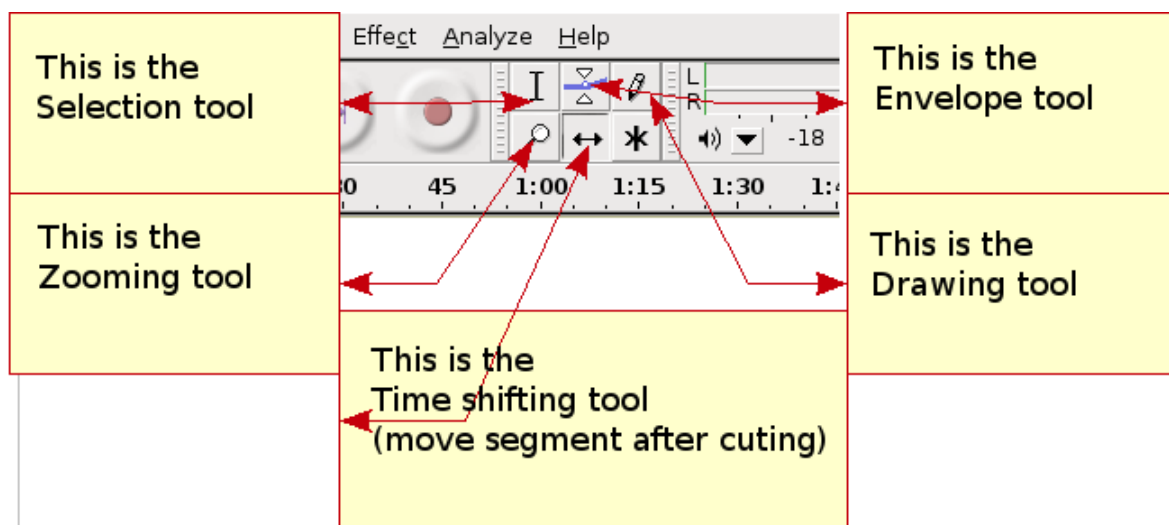 This is the
Selection tool
Effect Analyze Help
This is the
Envelope tool
L
R
-18
45 1:00 1:15 1:30
This is the
Zooming tool
This is the
Drawing tool
This is the
Time shifting tool
(move segment after cuting)